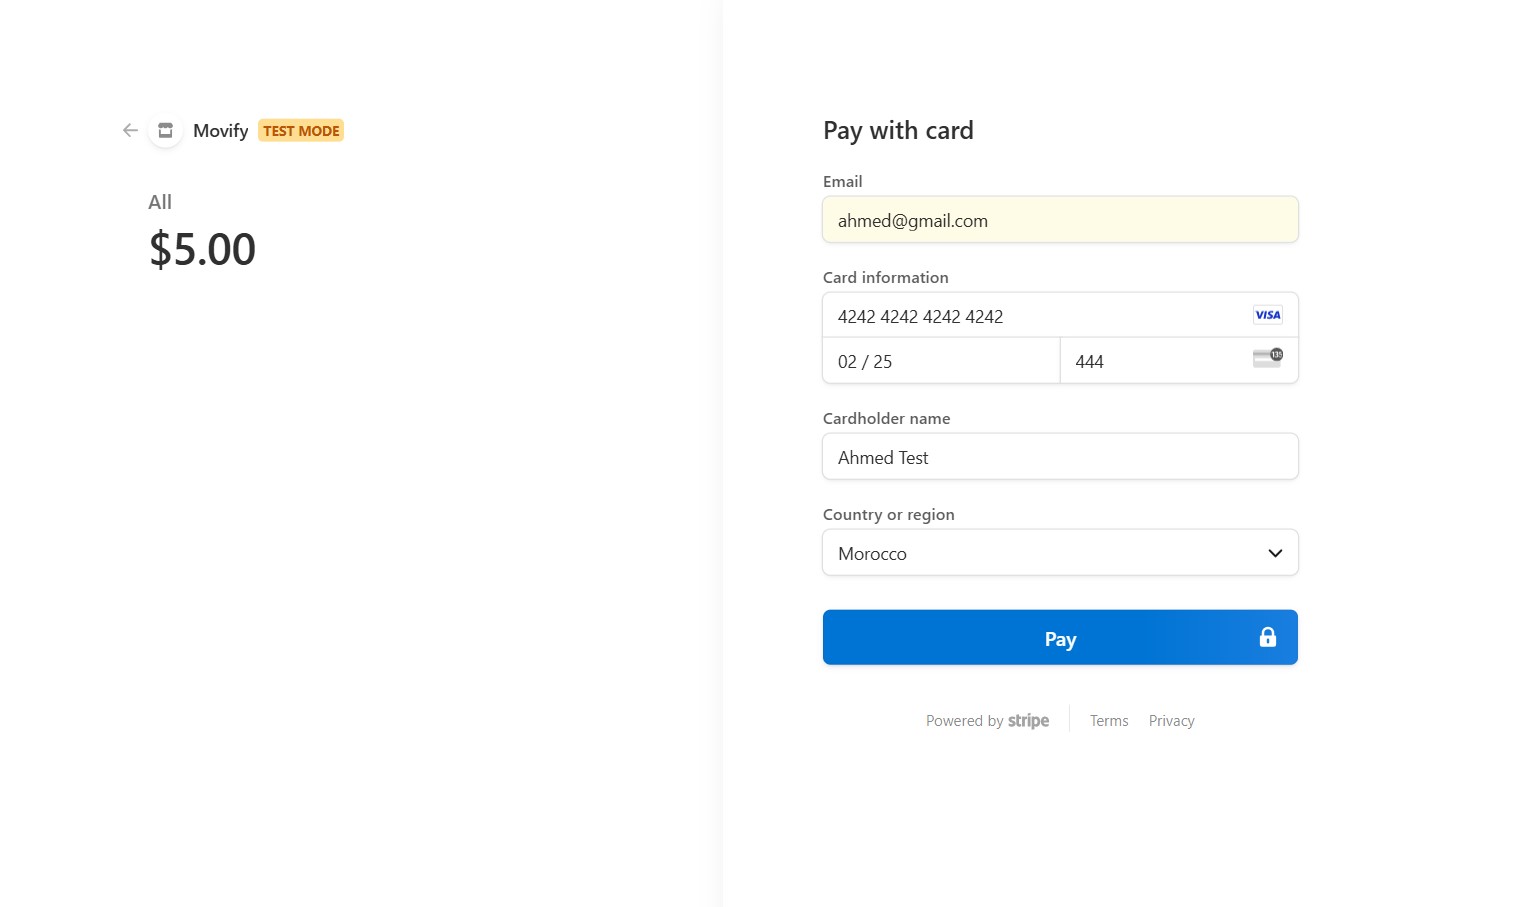 Movify TEST MODE
All
$5.00
Pay with card
Email
ahmed@gmail.com
Card information
4242 4242 4242 4242 VISA
02 / 25 444 135
Cardholder name
Ahmed Test
Country or region
Morocco
Pay
Powered by stripe Terms Privacy